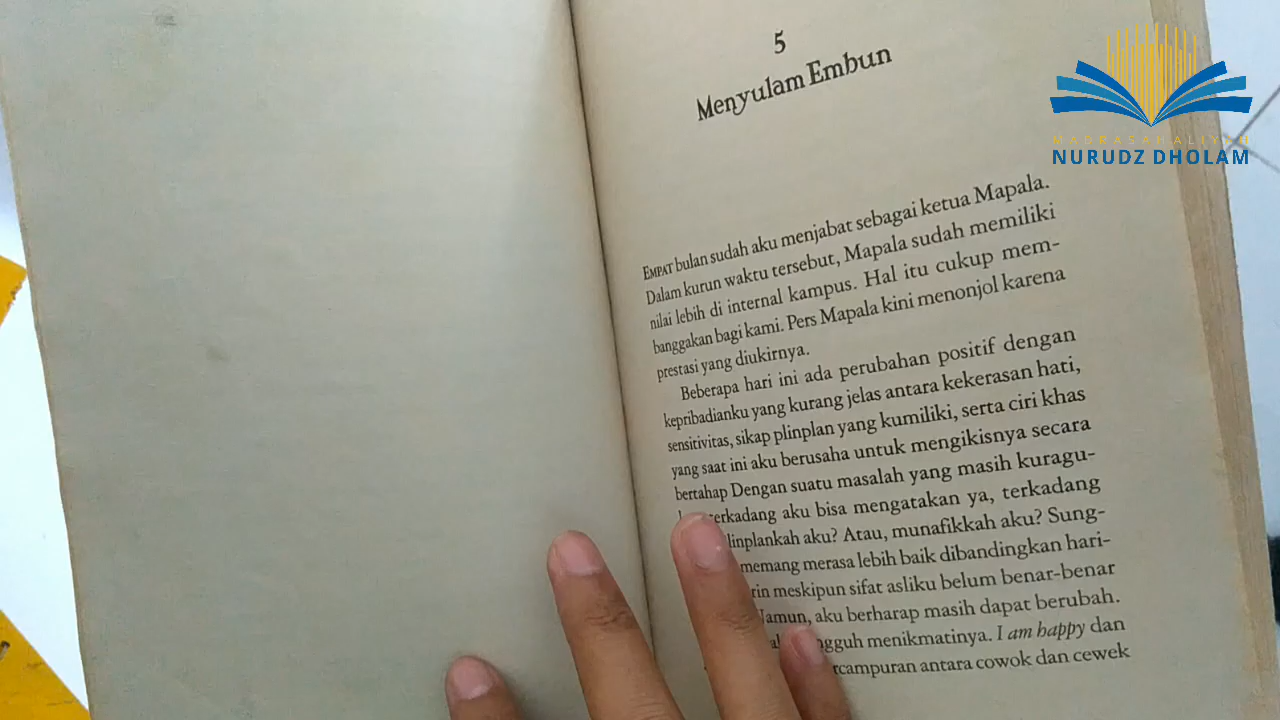 5
Menyulam Embun
MADRASAH ALIYAH
NURUDZ DHOLAM
EMPAT bulan sudah aku menjabat sebagai ketua Mapala.
Dalam kurun waktu tersebut, Mapala sudah memiliki
nilai lebih di internal kampus. Hal itu cukup mem-
banggakan bagi kami. Pers Mapala kini menonjol karena
prestasi yang diukirnya.
Beberapa hari ini ada perubahan positif dengan
kepribadianku yang kurang jelas antara kekerasan hati,
sensitivitas, sikap plinplan yang kumiliki, serta ciri khas
yang saat ini aku berusaha untuk mengikisnya secara
bertahap Dengan suatu masalah yang masih kuragu-
terkadang aku bisa mengatakan ya, terkadang
linplankah aku? Atau, munafikkah aku? Sung-
memang merasa lebih baik dibandingkan hari-
rin meskipun sifat asliku belum benar-benar
Namun, aku berharap masih dapat berubah.
ngguh menikmatinya. I am happy dan
rcampuran antara cowok dan cewek